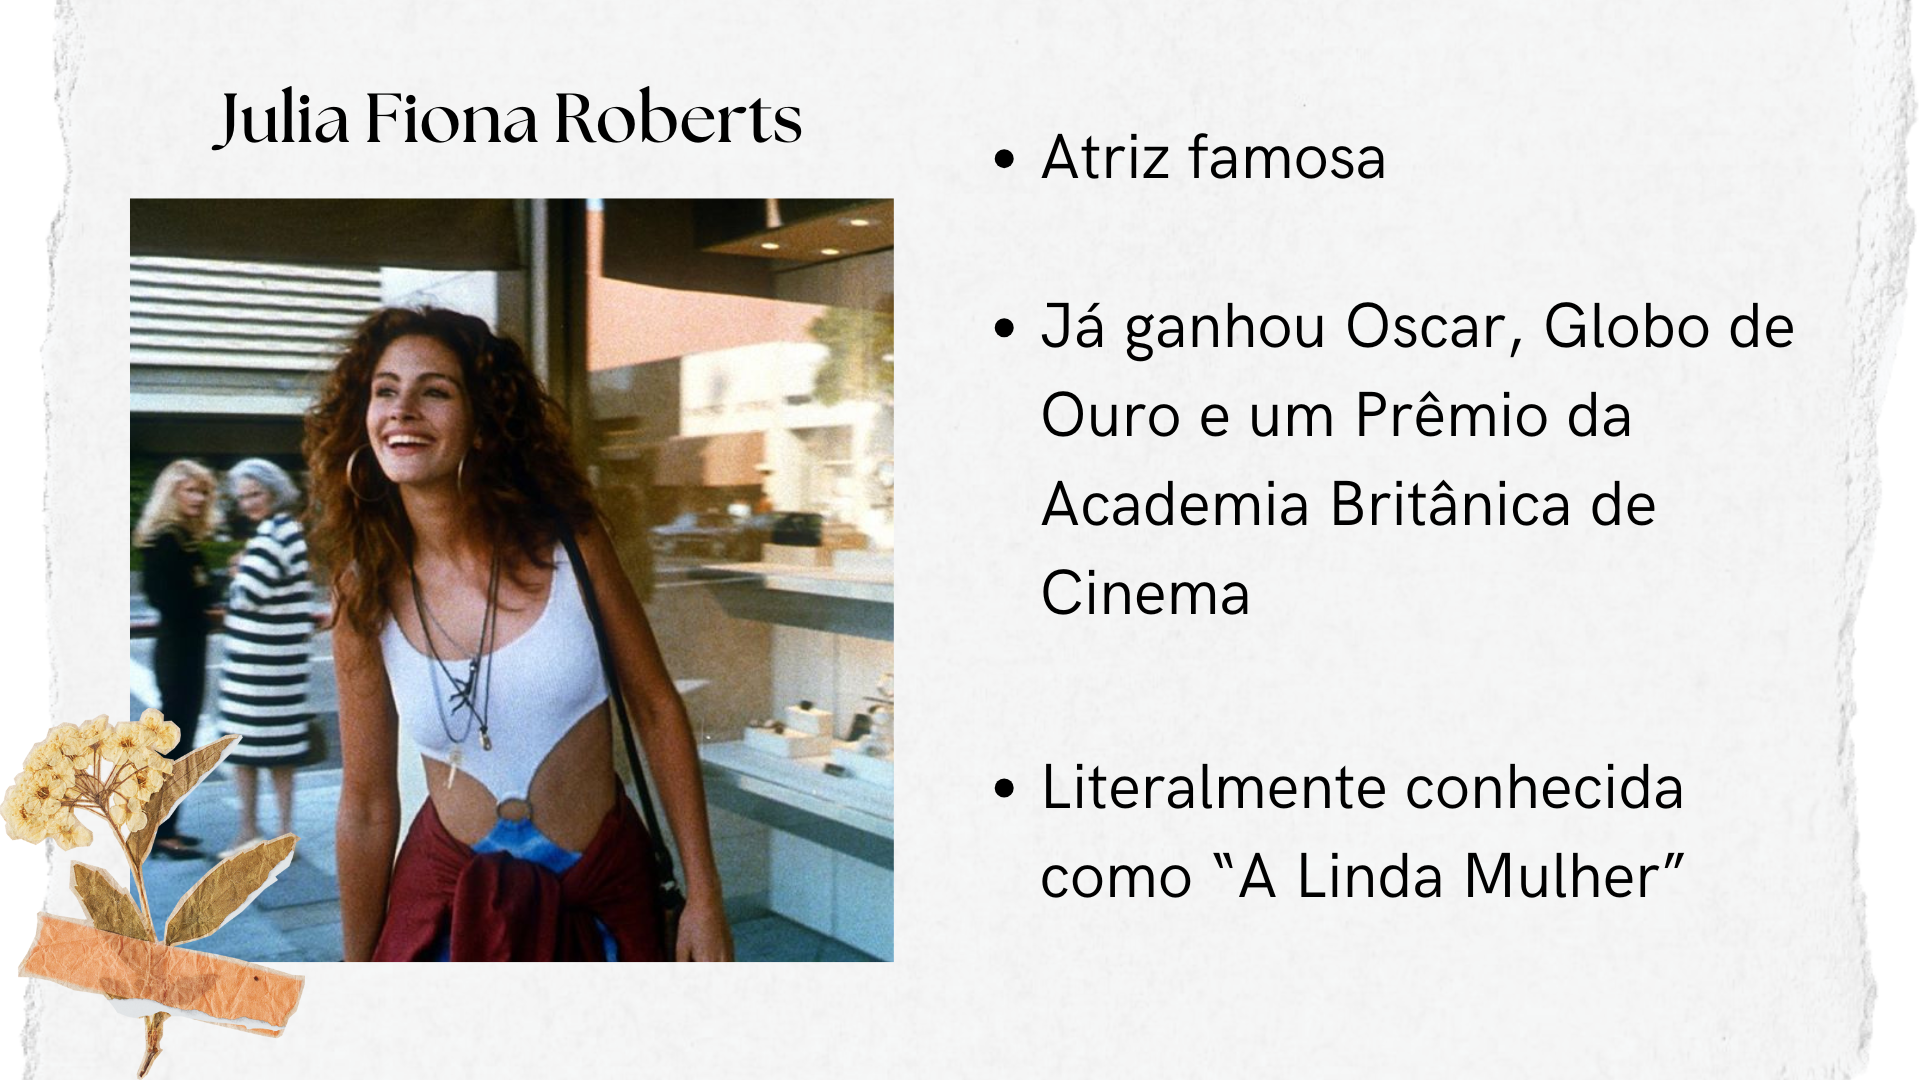 Julia Fiona Roberts
• Atriz famosa
• Já ganhou Oscar, Globo de
Ouro e um Prêmio da
Academia Britânica de
Cinema
• Literalmente conhecida
como “A Linda Mulher”